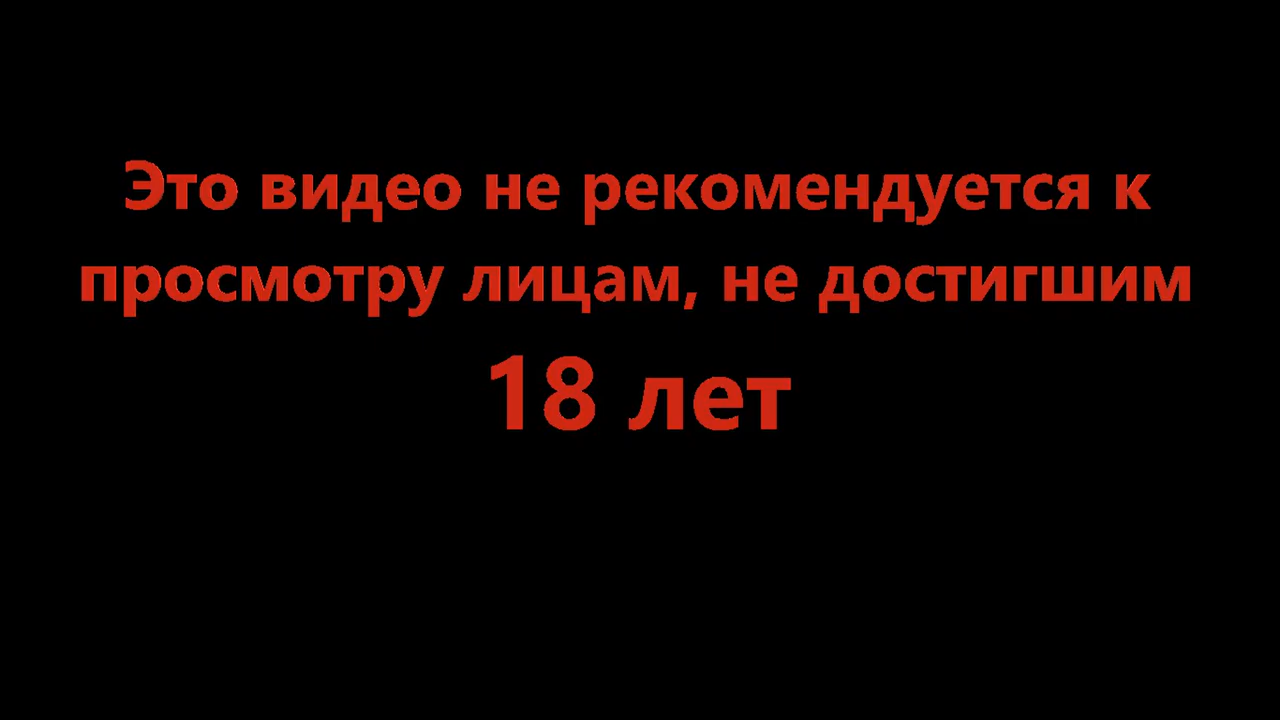 Это видео не рекомендуется к
просмотру лицам, не достигшим
18 лет